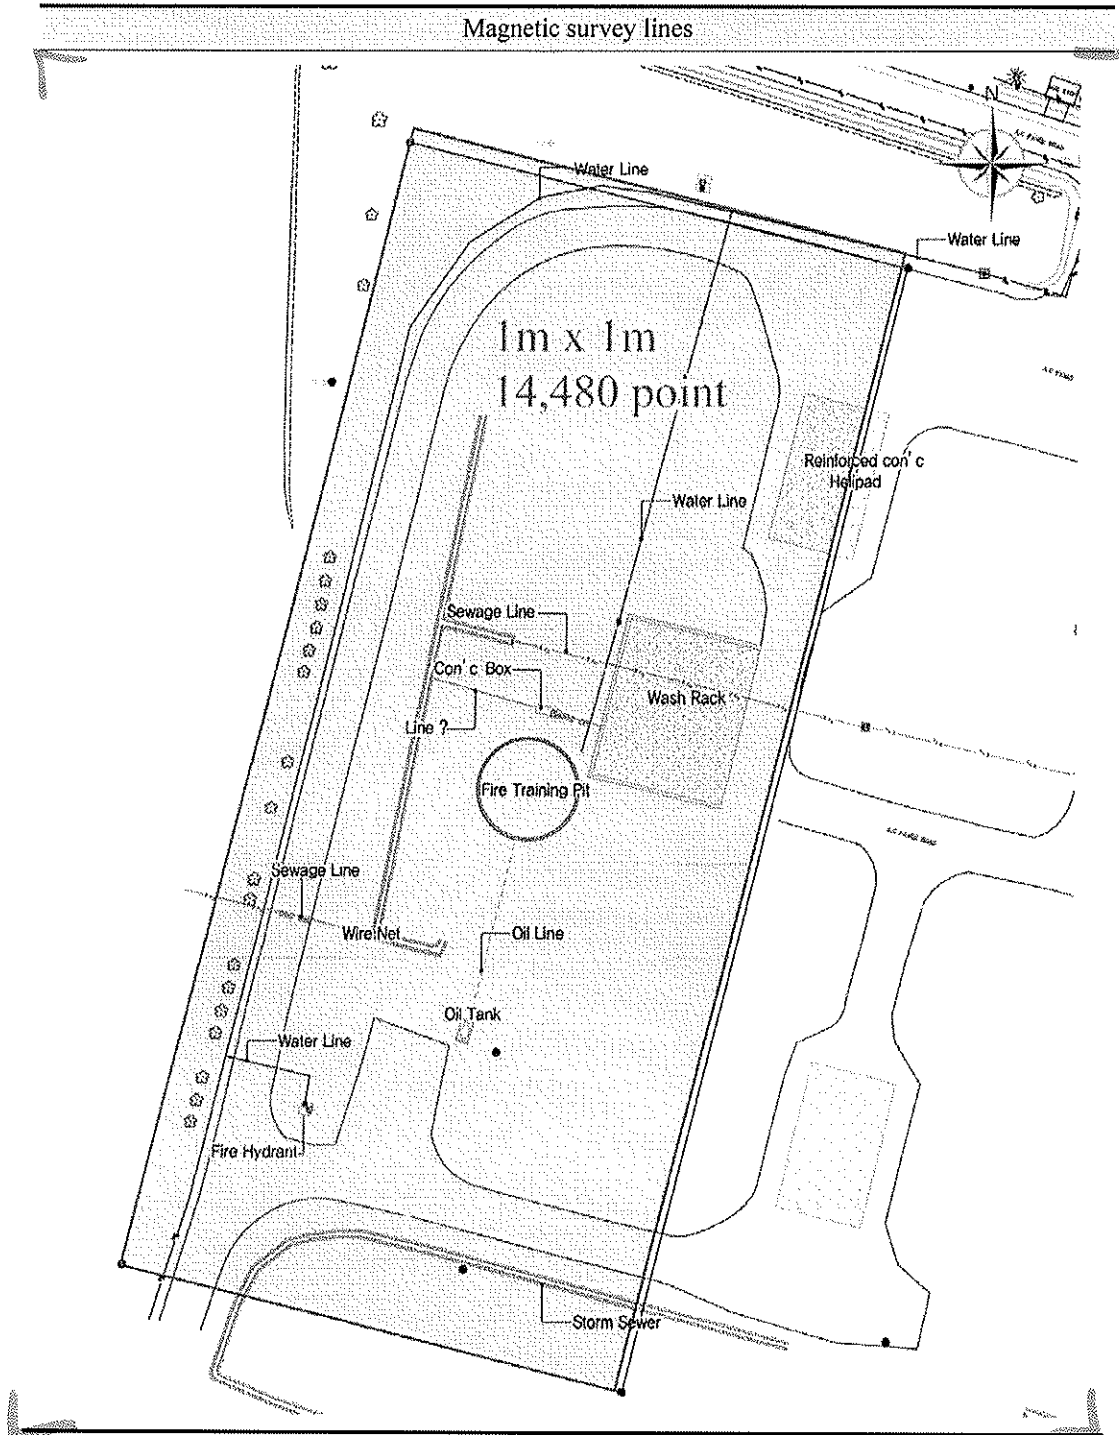 Magnetic survey lines
N
Water Line
Water Line
1m x 1m
14,480 point
Reinforced con'c
Helipad
Water Line
Sewage Line
Con'c Box
Wash Rack
Line ?
Fire Training Pit
Sewage Line
Wire Net
Oil Line
Oil Tank
Water Line
Fire Hydrant
Storm Sewer